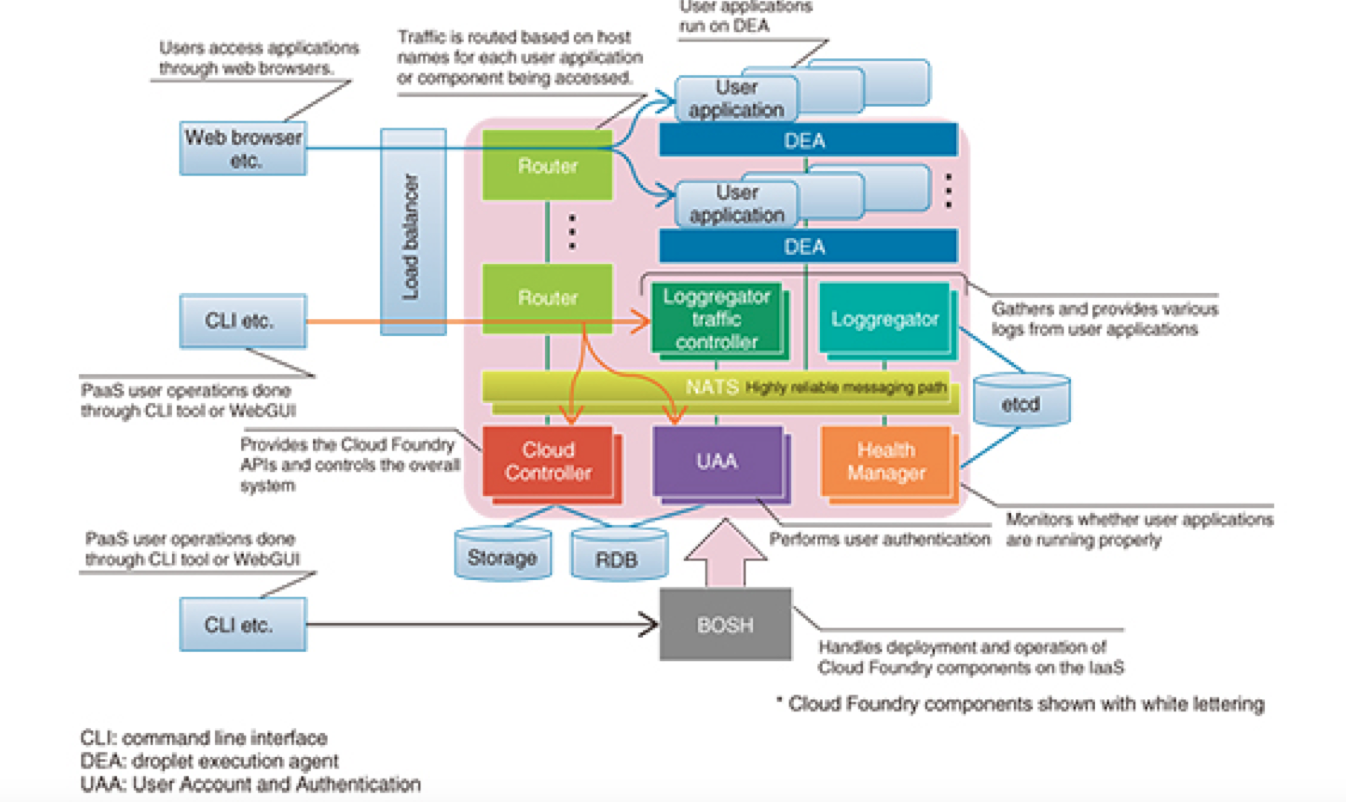 User applications
run on DEA
Users access applications
through web browsers.
Traffic is routed based on host
names for each user application
or component being accessed.
Web browser
etc.
Load balancer
Router
User
application
DEA
User
application
DEA
CLI etc.
Router
Loggregator
traffic
controller
Loggregator
Gathers and provides various
logs from user applications
PaaS user operations done
through CLI tool or WebGUI
NATS Highly reliable messaging path
etcd
Provides the Cloud Foundry
APIs and controls the overall
system
Cloud
Controller
UAA
Health
Manager
Storage
RDB
Performs user authentication
Monitors whether user applications
are running properly
PaaS user operations done
through CLI tool or WebGUI
CLI etc.
BOSH
Handles deployment and operation of
Cloud Foundry components on the IaaS
* Cloud Foundry components shown with white lettering
CLI: command line interface
DEA: droplet execution agent
UAA: User Account and Authentication